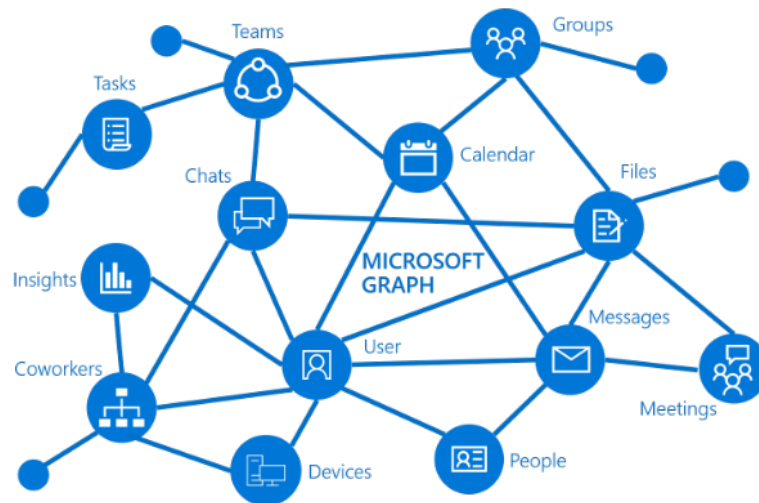 Teams
Groups
Tasks
Calendar
Chats
Files
MICROSOFT
GRAPH
Insights
Messages
User
Coworkers
Meetings
Devices
People